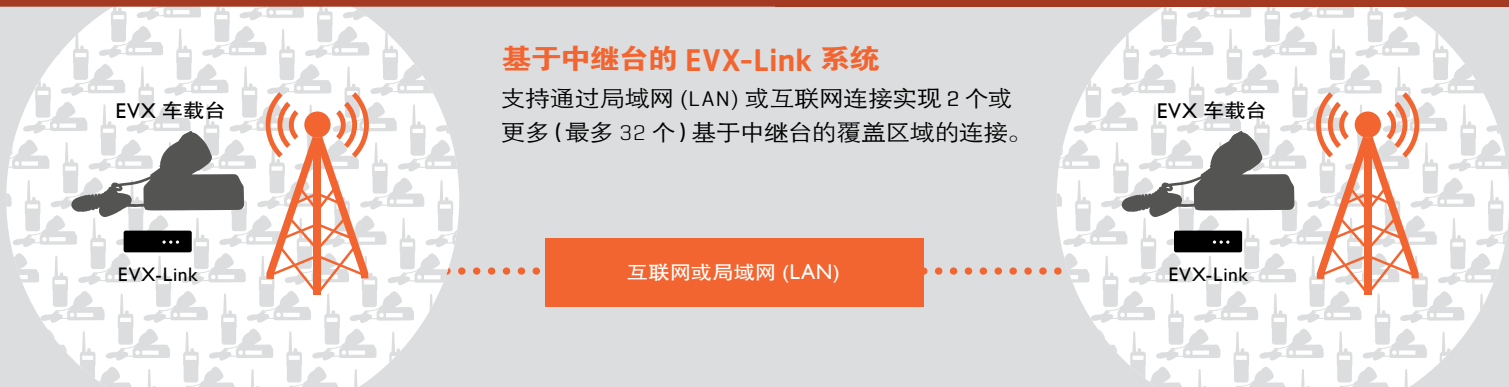 基于中继台的 EVX-Link 系统
支持通过局域网 (LAN) 或互联网连接实现 2 个或
更多 (最多 32 个) 基于中继台的覆盖区域的连接。
EVX 车载台
EVX-Link
互联网或局域网 (LAN)
EVX 车载台
EVX-Link